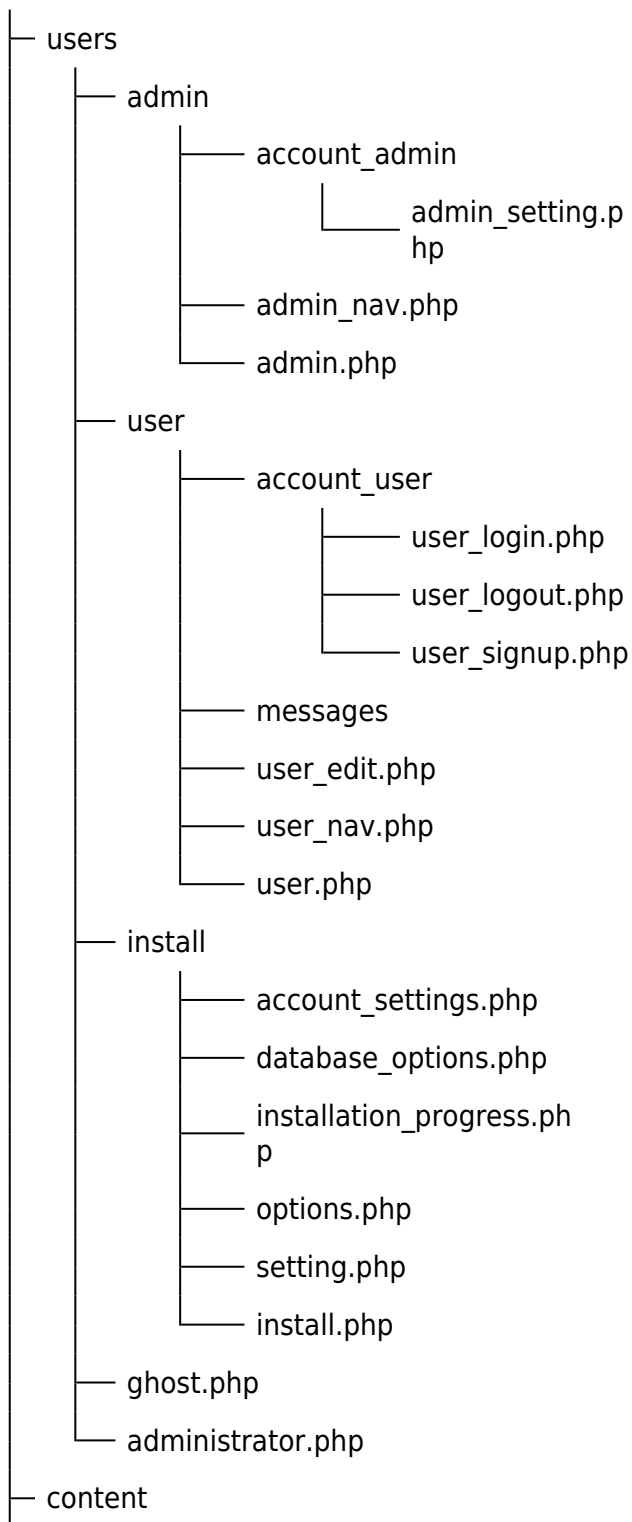 users
admin
account_admin
admin_setting.p
hp
admin_nav.php
admin.php
user
account_user
user_login.php
user_logout.php
user_signup.php
messages
user_edit.php
user_nav.php
user.php
install
account_settings.php
database_options.php
installation_progress.ph
p
options.php
setting.php
install.php
ghost.php
administrator.php
content